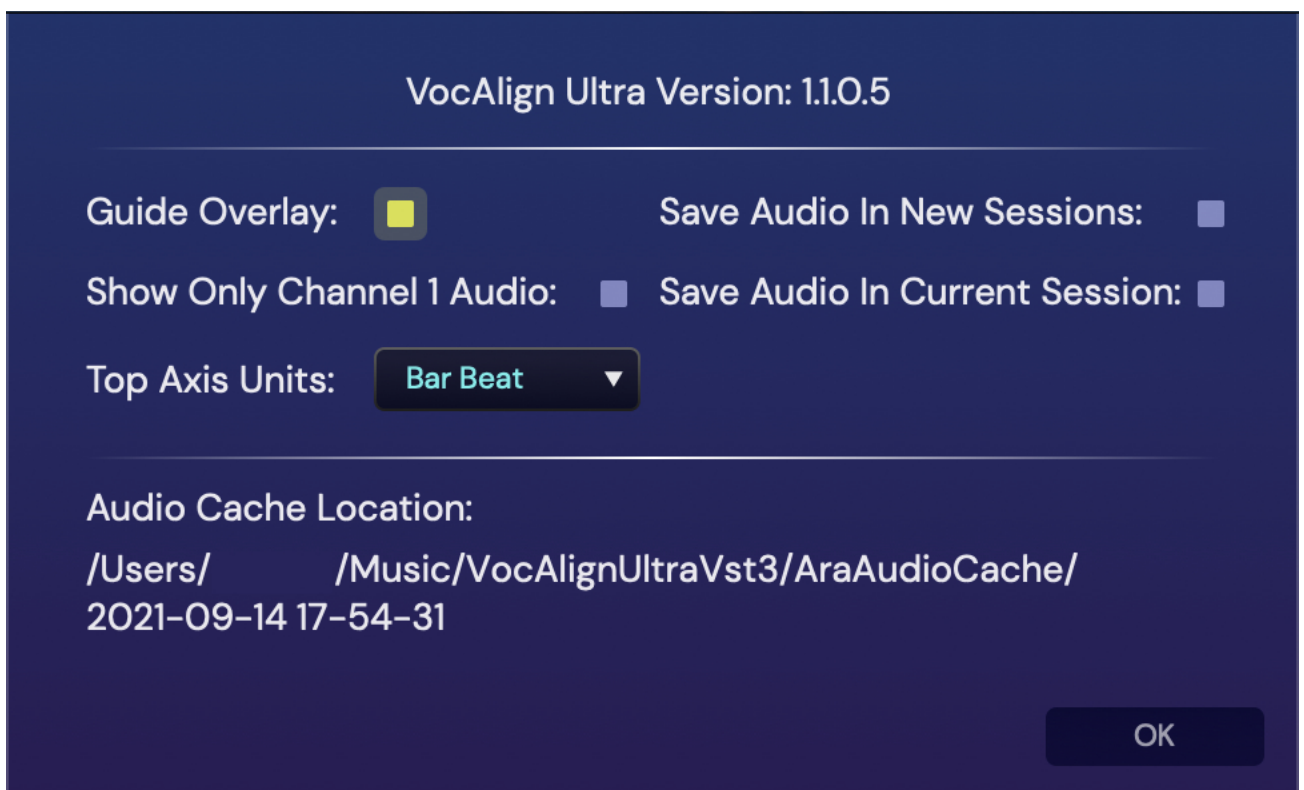 VocAlign Ultra Version: 1.1.0.5
Guide Overlay:
Save Audio In New Sessions:
Show Only Channel 1 Audio:
Save Audio In Current Session:
Top Axis Units:
Bar Beat
Audio Cache Location:
/Users/ /Music/VocAlignUltraVst3/AraAudioCache/
2021-09-14 17-54-31
OK